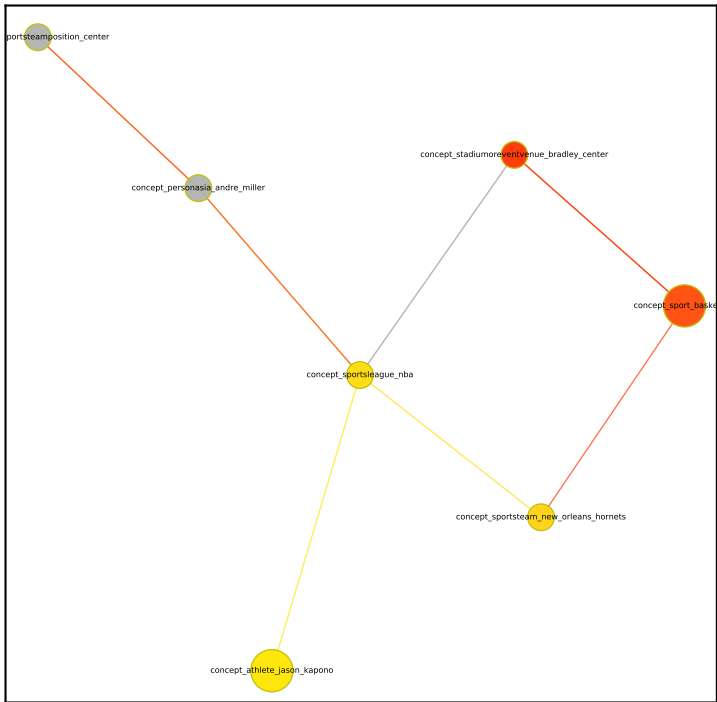 portsteamposition_center
concept_stadiumoreventvenue_bradley_center
concept_personasia_andre_miller
concept_sport_baske
concept_sportsleague_nba
concept_sportsteam_new_orleans_hornets
concept_athlete_jason_kapono